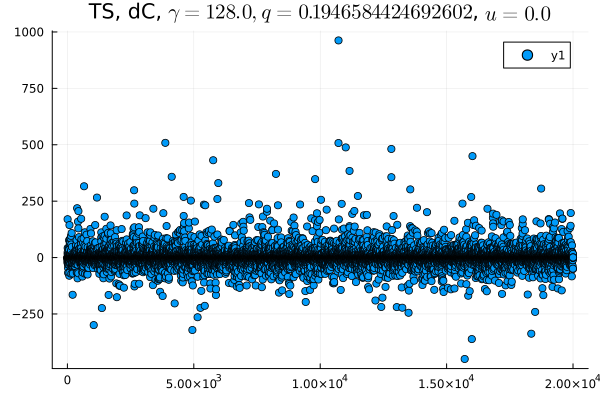 TS, dC, γ = 128.0, q = 0.1946584424692602, u = 0.0
y1
1000
750
500
250
0
−250
0 5.00×10³ 1.00×10⁴ 1.50×10⁴ 2.00×10⁴